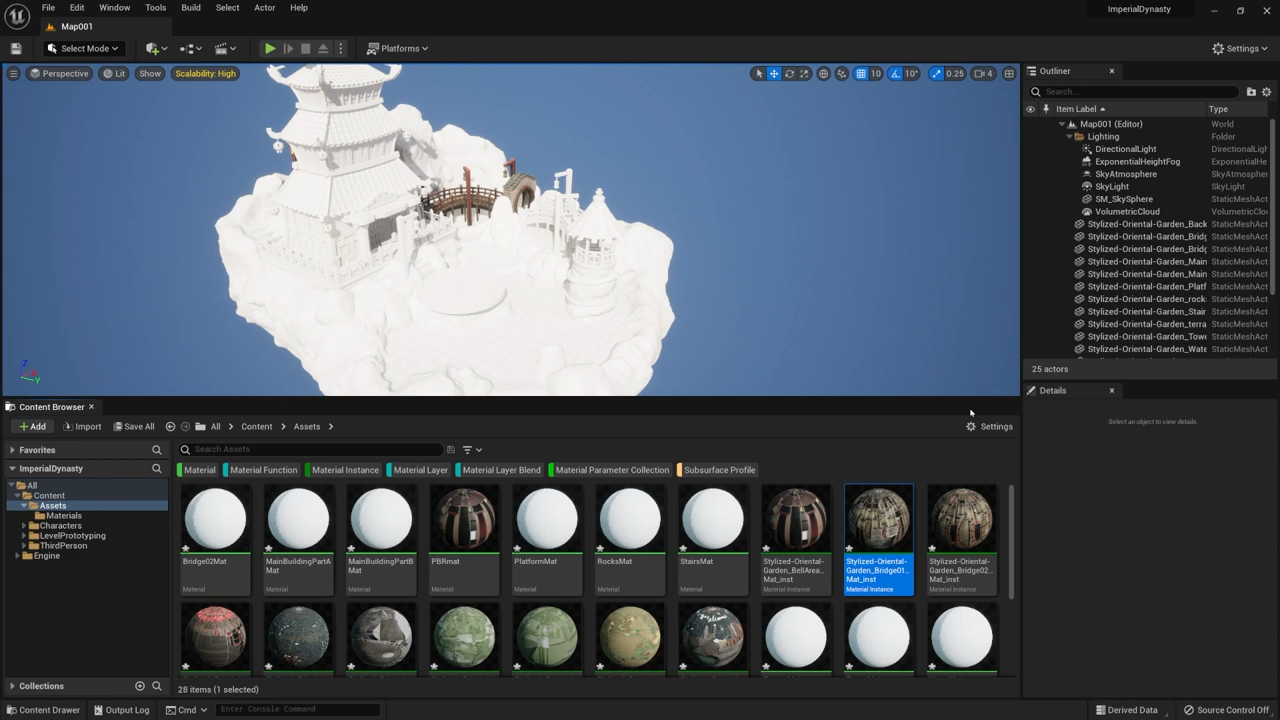 File Edit Window Tools Build Select Actor Help
ImperialDynasty
Map001
Select Mode
Platforms
Settings
Perspective Lit Show Scalability: High
10 10° 0.25 4
Outliner
Search...
Item Label Type
Map001 (Editor) World
Lighting Folder
DirectionalLight DirectionalLigh
ExponentialHeightFog ExponentialHe
SkyAtmosphere SkyAtmospher
SkyLight SkyLight
SM_SkySphere StaticMeshAct
VolumetricCloud VolumetricClou
Stylized-Oriental-Garden_Back StaticMeshAct
Stylized-Oriental-Garden_Bridg StaticMeshAct
Stylized-Oriental-Garden_Bridg StaticMeshAct
Stylized-Oriental-Garden_Main StaticMeshAct
Stylized-Oriental-Garden_Main StaticMeshAct
Stylized-Oriental-Garden_Platf StaticMeshAct
Stylized-Oriental-Garden_rock StaticMeshAct
Stylized-Oriental-Garden_Stair StaticMeshAct
Stylized-Oriental-Garden_terra StaticMeshAct
Stylized-Oriental-Garden_Towe StaticMeshAct
Stylized-Oriental-Garden_Wate StaticMeshAct
25 actors
Details
Select an object to view details.
Z
Y
Content Browser
Add Import Save All All Content Assets
Settings
Favorites
Search Assets
ImperialDynasty
All
Content
Assets
Materials
Characters
LevelPrototyping
ThirdPerson
Engine
Collections
Material Material Function Material Instance Material Layer Material Layer Blend Material Parameter Collection Subsurface Profile
Bridge02Mat
Material
MainBuildingPartA
Mat
Material
MainBuildingPartB
Mat
Material
PBRmat
Material
PlatformMat
Material
RocksMat
Material
StairsMat
Material
Stylized-Oriental-
Garden_BellArea...
Mat_inst
Material Instance
Stylized-Oriental-
Garden_Bridge01...
Mat_inst
Material Instance
Stylized-Oriental-
Garden_Bridge02...
Mat_inst
Material Instance
28 items (1 selected)
Content Drawer Output Log Cmd Enter Console Command
Derived Data Source Control Off